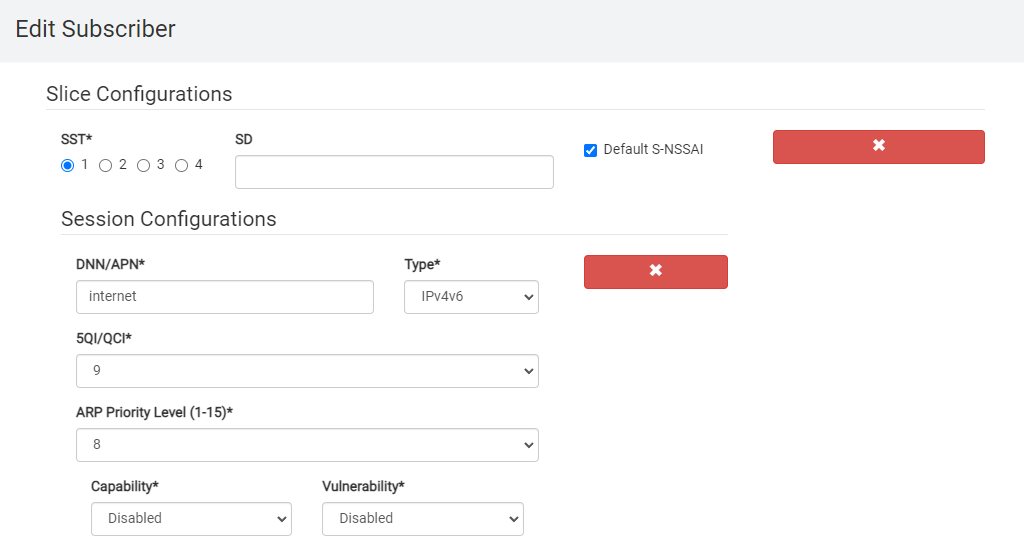 Edit Subscriber
Slice Configurations
SST* SD
1 2 3 4 Default S-NSSAI
Session Configurations
DNN/APN* Type*
internet IPv4v6
5QI/QCI*
9
ARP Priority Level (1-15)*
8
Capability* Vulnerability*
Disabled Disabled